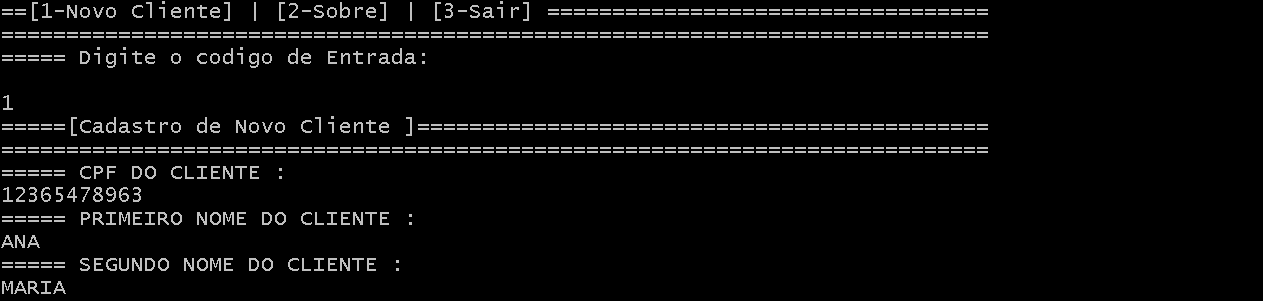 ==[1-Novo Cliente] | [2-Sobre] | [3-Sair] ==================================
============================================================================
===== Digite o codigo de Entrada:
1
=====[Cadastro de Novo Cliente ]============================================
============================================================================
===== CPF DO CLIENTE :
12365478963
===== PRIMEIRO NOME DO CLIENTE :
ANA
===== SEGUNDO NOME DO CLIENTE :
MARIA